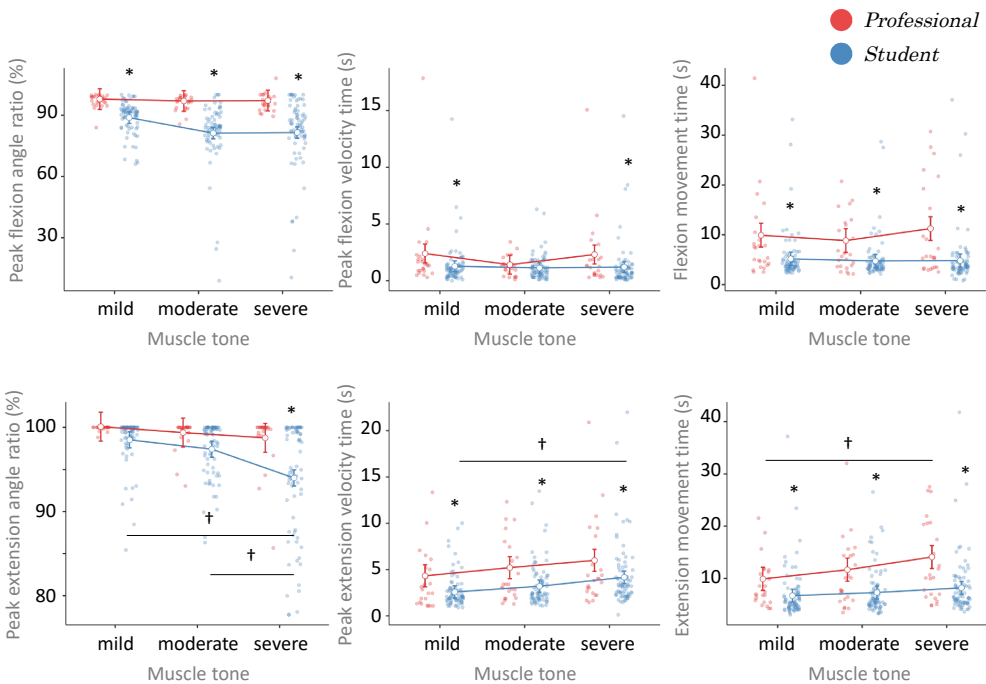 Professional
Student
Peak flexion angle ratio (%)
90
60
30
*
*
*
mild
moderate
severe
Muscle tone
Peak flexion velocity time (s)
15
10
5
0
*
*
mild
moderate
severe
Muscle tone
Flexion movement time (s)
40
30
20
10
0
*
*
*
mild
moderate
severe
Muscle tone
Peak extension angle ratio (%)
100
90
80
*
†
†
mild
moderate
severe
Muscle tone
Peak extension velocity time (s)
20
15
10
5
0
†
*
*
*
mild
moderate
severe
Muscle tone
Extension movement time (s)
40
30
20
10
†
*
*
*
mild
moderate
severe
Muscle tone